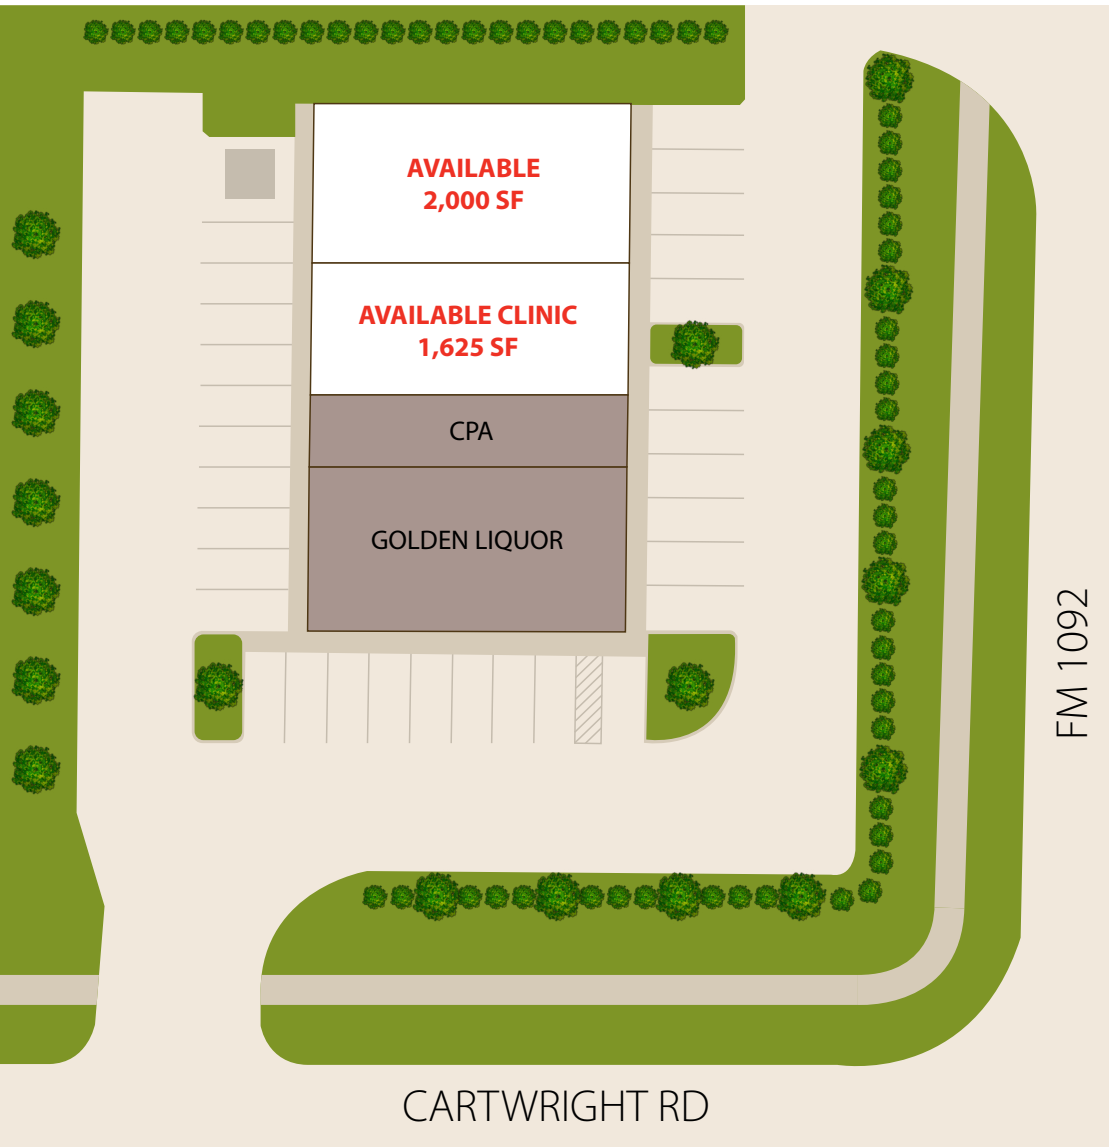 AVAILABLE
2,000 SF
AVAILABLE CLINIC
1,625 SF
CPA
GOLDEN LIQUOR
FM 1092
CARTWRIGHT RD